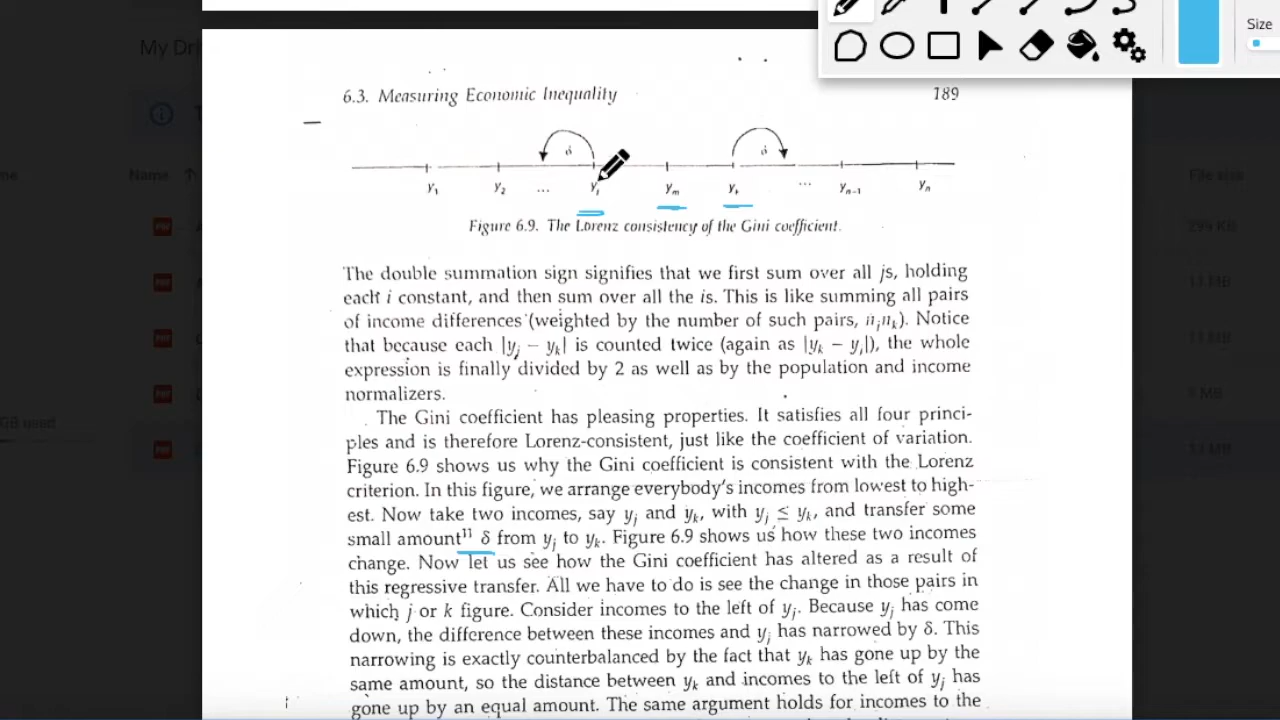 Size
My Dr
6.3. Measuring Economic Inequality 189
δ δ
y1 y2 ... yj ym yk ... yn−1 yn
Figure 6.9. The Lorenz consistency of the Gini coefficient.
Name File size
299 KB
The double summation sign signifies that we first sum over all js, holding
each i constant, and then sum over all the is. This is like summing all pairs
of income differences (weighted by the number of such pairs, njnk). Notice
that because each |yj − yk| is counted twice (again as |yk − yj|), the whole
expression is finally divided by 2 as well as by the population and income
normalizers.
GB used
The Gini coefficient has pleasing properties. It satisfies all four princi-
ples and is therefore Lorenz-consistent, just like the coefficient of variation.
Figure 6.9 shows us why the Gini coefficient is consistent with the Lorenz
criterion. In this figure, we arrange everybody's incomes from lowest to high-
est. Now take two incomes, say yj and yk, with yj ≤ yk, and transfer some
small amount11 δ from yj to yk. Figure 6.9 shows us how these two incomes
change. Now let us see how the Gini coefficient has altered as a result of
this regressive transfer. All we have to do is see the change in those pairs in
which j or k figure. Consider incomes to the left of yj. Because yj has come
down, the difference between these incomes and yj has narrowed by δ. This
narrowing is exactly counterbalanced by the fact that yk has gone up by the
same amount, so the distance between yk and incomes to the left of yj has
gone up by an equal amount. The same argument holds for incomes to the